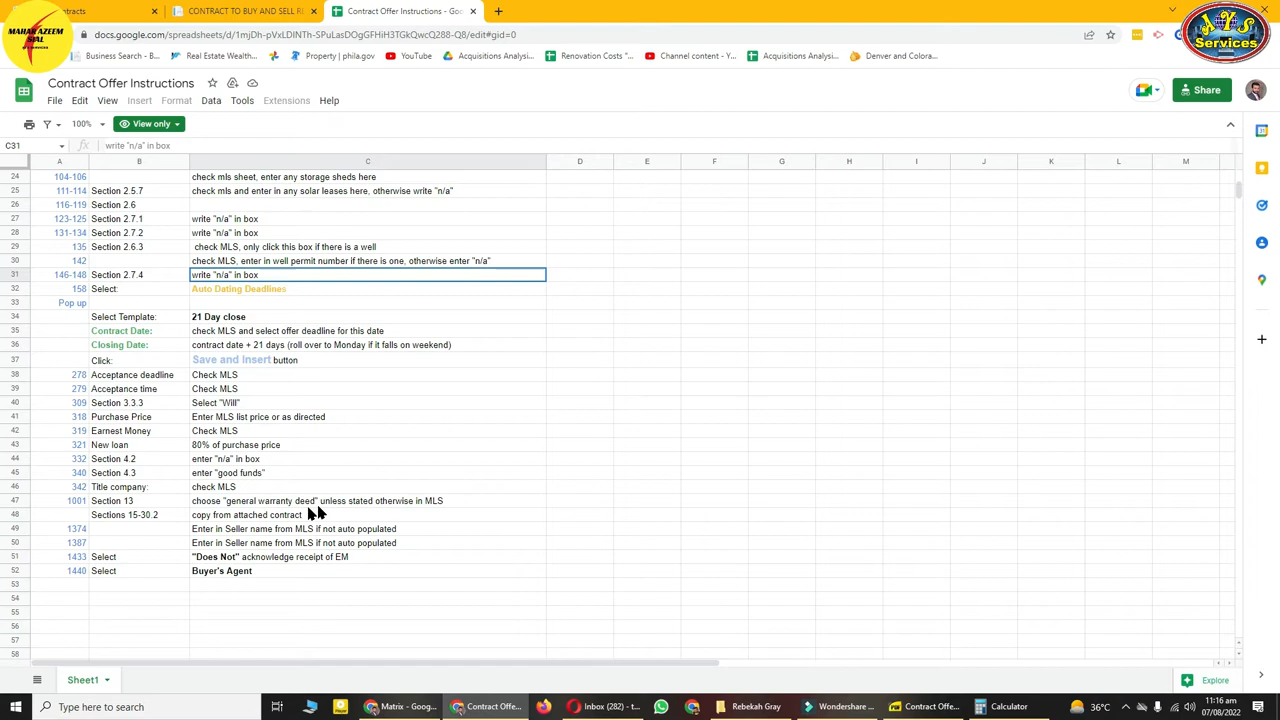 MAHAR AZEEM
SIAL
AYS
Services
CONTRACT TO BUY AND SELL RE
Contract Offer Instructions - Goo
docs.google.com/spreadsheets/d/1mjDh-pVxLDINTh-SPuLasDOgGFHiH3TGkQwcQ288-Q8/edit#gid=0
Business Search - B...
Real Estate Wealth...
Property | phila.gov
YouTube
Acquisitions Analysis
Renovation Costs "...
Channel content - Y...
Acquisitions Analysi...
Denver and Colora...
Contract Offer Instructions
File Edit View Insert Format Data Tools Extensions Help
Share
100%
View only
C31
fx write "n/a" in box
A B C D E F G H I J K L M
24 104-106 check mls sheet, enter any storage sheds here
25 111-114 Section 2.5.7 check mls and enter in any solar leases here, otherwise write "n/a"
26 116-119 Section 2.6
27 123-125 Section 2.7.1 write "n/a" in box
28 131-134 Section 2.7.2 write "n/a" in box
29 135 Section 2.6.3 check MLS, only click this box if there is a well
30 142 check MLS, enter in well permit number if there is one, otherwise enter "n/a"
31 146-148 Section 2.7.4 write "n/a" in box
32 158 Select: Auto Dating Deadlines
33 Pop up
34 Select Template: 21 Day close
35 Contract Date: check MLS and select offer deadline for this date
36 Closing Date: contract date + 21 days (roll over to Monday if it falls on weekend)
37 Click: Save and Insert button
38 278 Acceptance deadline Check MLS
39 279 Acceptance time Check MLS
40 309 Section 3.3.3 Select "Will"
41 318 Purchase Price Enter MLS list price or as directed
42 319 Earnest Money Check MLS
43 321 New loan 80% of purchase price
44 332 Section 4.2 enter "n/a" in box
45 340 Section 4.3 enter "good funds"
46 342 Title company: check MLS
47 1001 Section 13 choose "general warranty deed" unless stated otherwise in MLS
48 Sections 15-30.2 copy from attached contract
49 1374 Enter in Seller name from MLS if not auto populated
50 1387 Enter in Seller name from MLS if not auto populated
51 1433 Select "Does Not" acknowledge receipt of EM
52 1440 Select Buyer's Agent
53
54
55
56
57
58
Sheet1
Explore
Type here to search
Matrix - Goog...
Contract Offe...
Inbox (282) - t...
Rebekah Gray
Wondershare ...
Contract Offe...
Calculator
36°C
11:16 am
07/08/2022